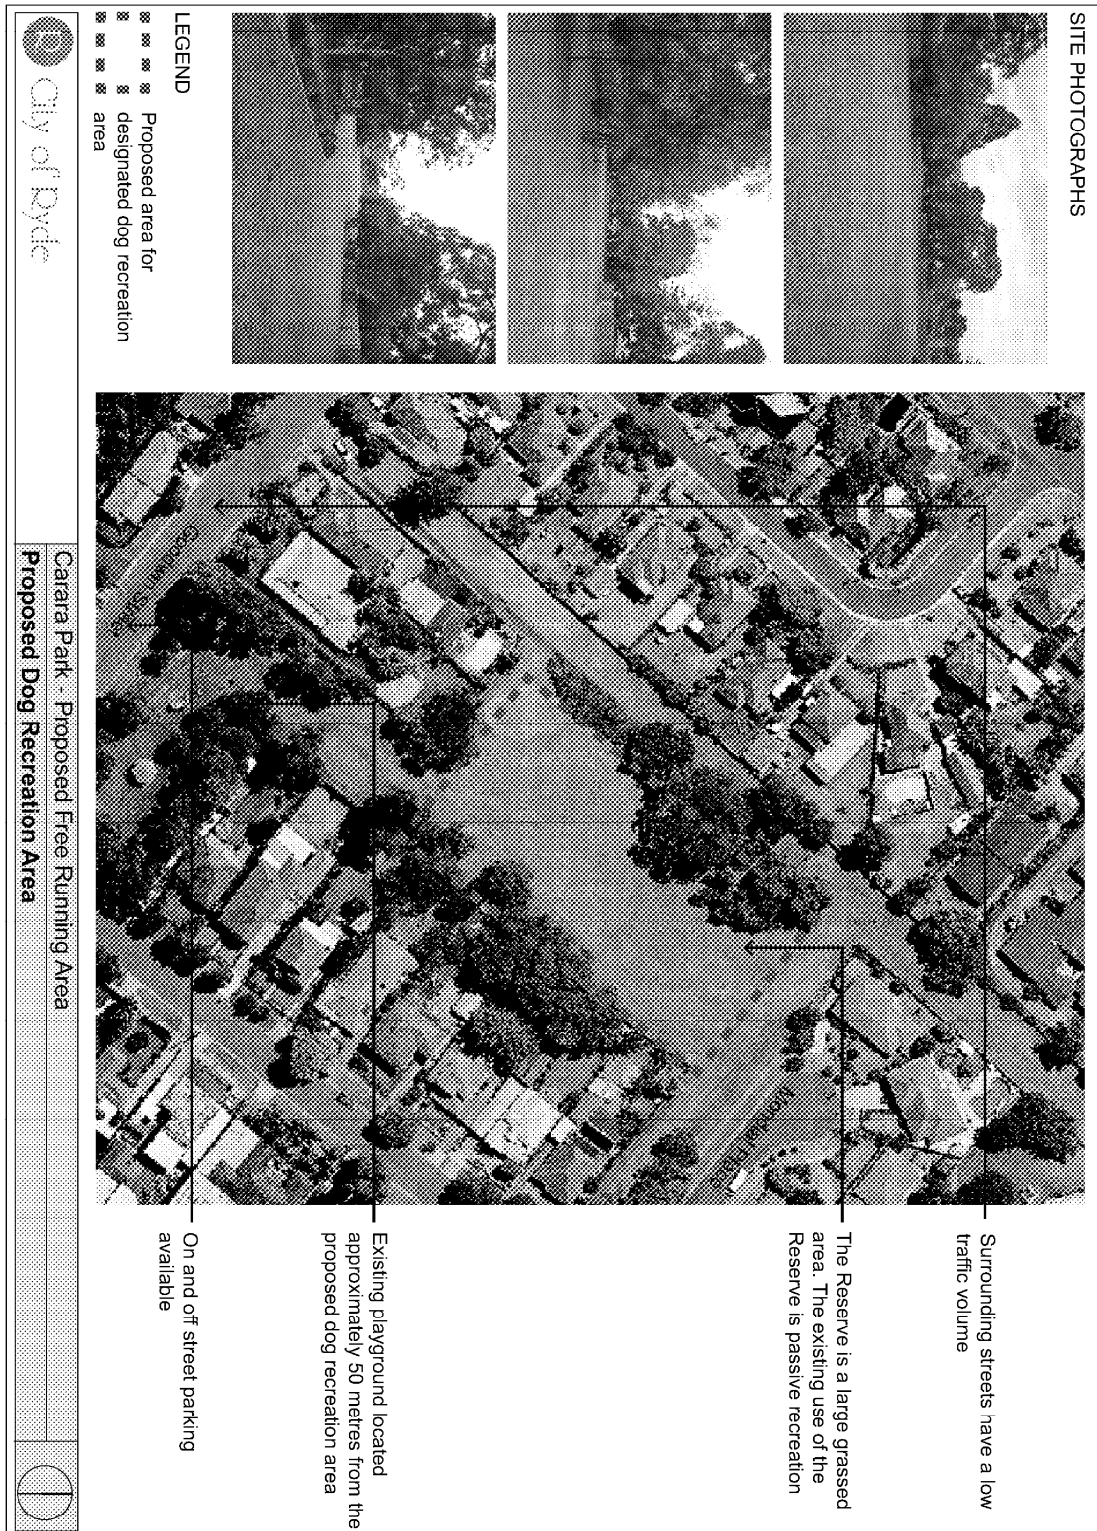 SITE PHOTOGRAPHS
Surrounding streets have a low
traffic volume
The Reserve is a large grassed
area. The existing use of the
Reserve is passive recreation
Existing playground located
approximately 50 metres from the
proposed dog recreation area
On and off street parking
available
LEGEND
Proposed area for
designated dog recreation
area
City of Ryde
Carara Park - Proposed Free Running Area
Proposed Dog Recreation Area